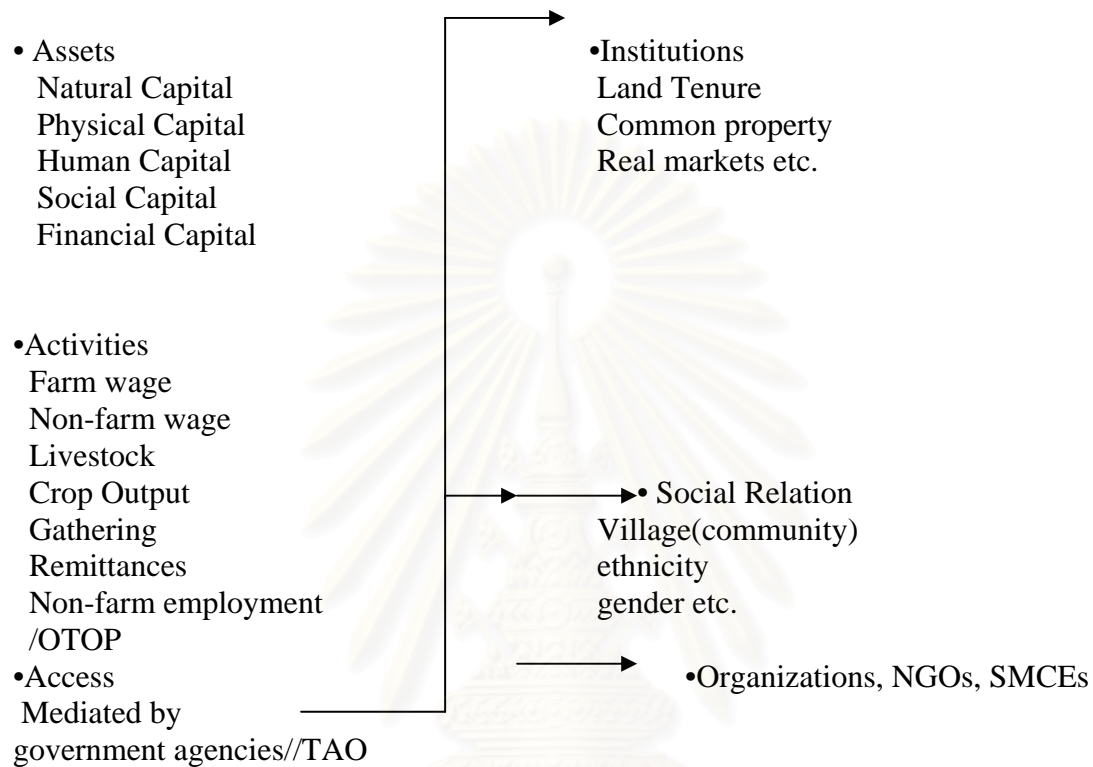 • Assets
Natural Capital
Physical Capital
Human Capital
Social Capital
Financial Capital
•Activities
Farm wage
Non-farm wage
Livestock
Crop Output
Gathering
Remittances
Non-farm employment
/OTOP
•Access
Mediated by
government agencies//TAO
•Institutions
Land Tenure
Common property
Real markets etc.
• Social Relation
Village(community)
ethnicity
gender etc.
•Organizations, NGOs, SMCEs